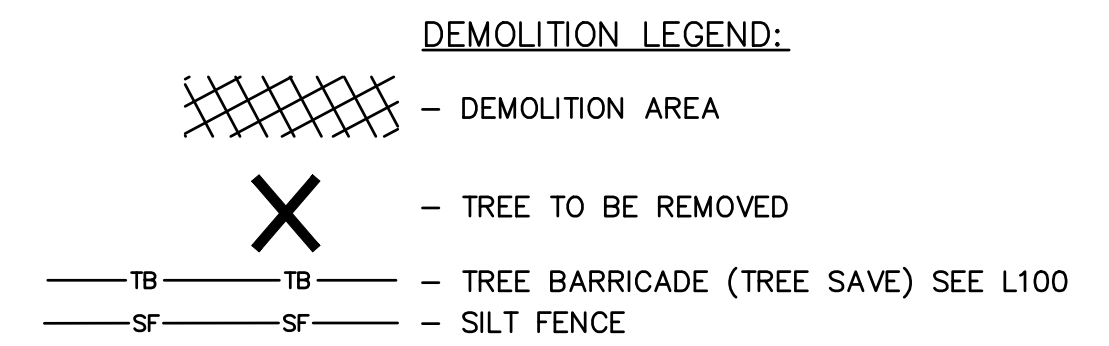 DEMOLITION LEGEND:
– DEMOLITION AREA
– TREE TO BE REMOVED
TB TB – TREE BARRICADE (TREE SAVE) SEE L100
SF SF – SILT FENCE